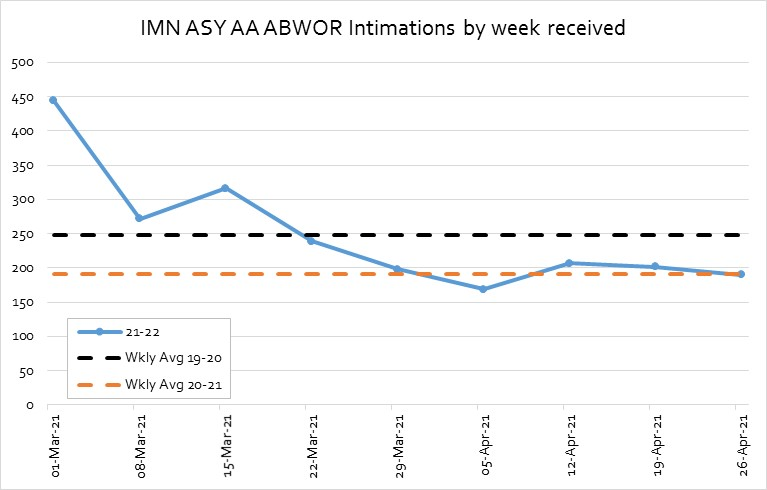 IMN ASY AA ABWOR Intimations by week received
500
450
400
350
300
250
200
150
100
50
0
21-22
Wkly Avg 19-20
Wkly Avg 20-21
01-Mar-21
08-Mar-21
15-Mar-21
22-Mar-21
29-Mar-21
05-Apr-21
12-Apr-21
19-Apr-21
26-Apr-21